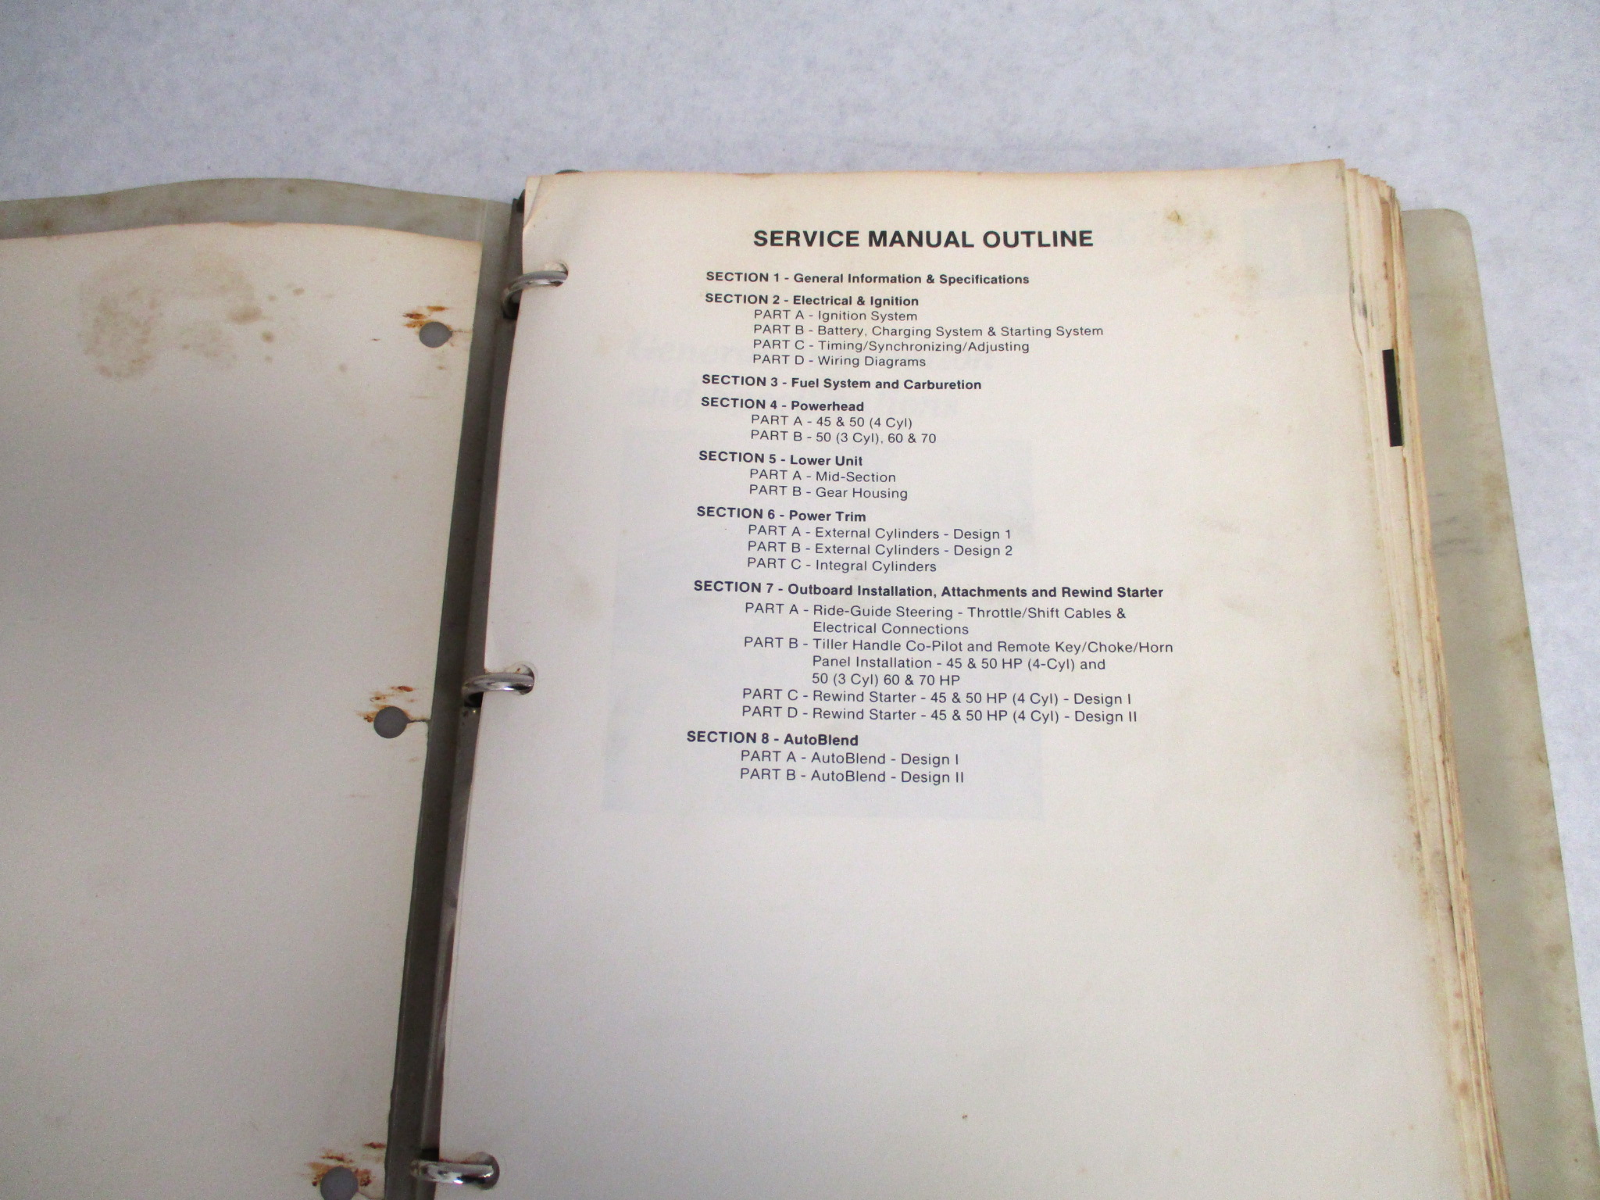 SERVICE MANUAL OUTLINE
SECTION 1 - General Information & Specifications
SECTION 2 - Electrical & Ignition
PART A - Ignition System
PART B - Battery, Charging System & Starting System
PART C - Timing/Synchronizing/Adjusting
PART D - Wiring Diagrams
SECTION 3 - Fuel System and Carburetion
SECTION 4 - Powerhead
PART A - 45 & 50 (4 Cyl)
PART B - 50 (3 Cyl), 60 & 70
SECTION 5 - Lower Unit
PART A - Mid-Section
PART B - Gear Housing
SECTION 6 - Power Trim
PART A - External Cylinders - Design 1
PART B - External Cylinders - Design 2
PART C - Integral Cylinders
SECTION 7 - Outboard Installation, Attachments and Rewind Starter
PART A - Ride-Guide Steering - Throttle/Shift Cables &
Electrical Connections
PART B - Tiller Handle Co-Pilot and Remote Key/Choke/Horn
Panel Installation - 45 & 50 HP (4-Cyl) and
50 (3 Cyl) 60 & 70 HP
PART C - Rewind Starter - 45 & 50 HP (4 Cyl) - Design I
PART D - Rewind Starter - 45 & 50 HP (4 Cyl) - Design II
SECTION 8 - AutoBlend
PART A - AutoBlend - Design I
PART B - AutoBlend - Design II